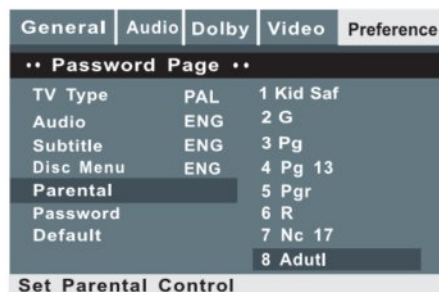 General Audio Dolby Video Preference
•• Password Page ••
TV Type PAL 1 Kid Saf
Audio ENG 2 G
Subtitle ENG 3 Pg
Disc Menu ENG 4 Pg 13
Parental 5 Pgr
Password 6 R
Default 7 Nc 17
8 Adutl
Set Parental Control